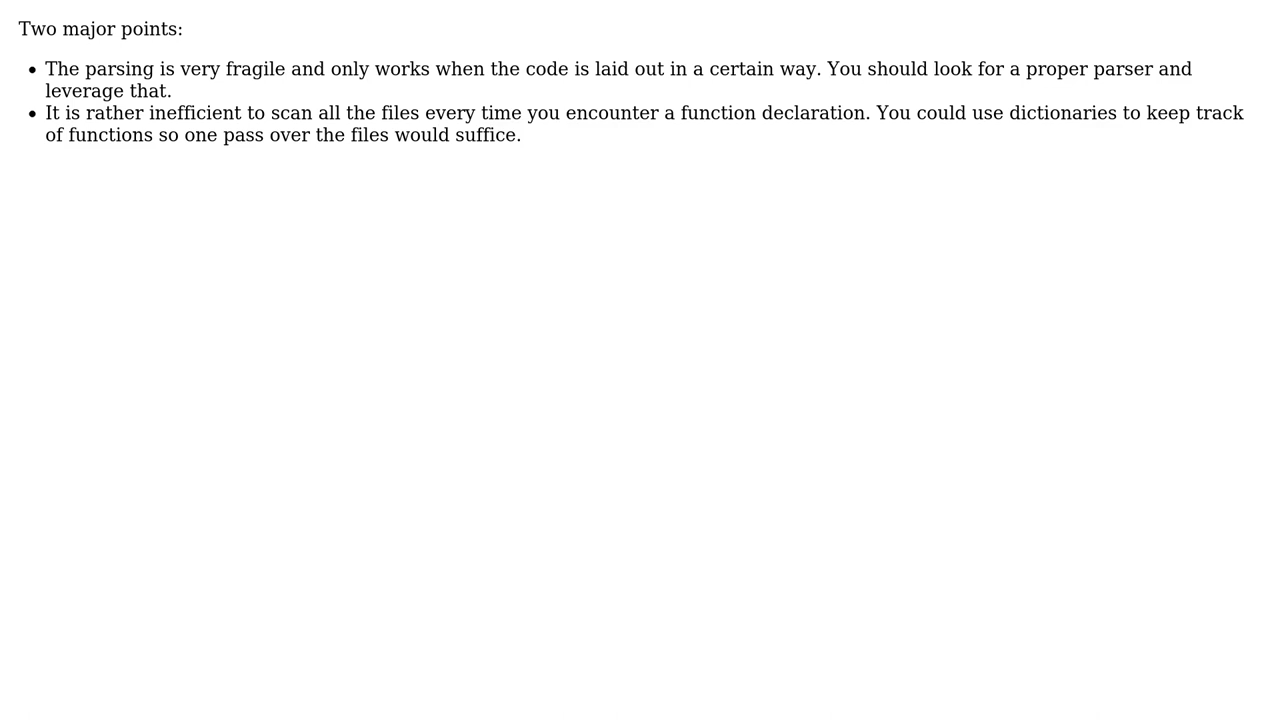 Two major points:
• The parsing is very fragile and only works when the code is laid out in a certain way. You should look for a proper parser and
leverage that.
• It is rather inefficient to scan all the files every time you encounter a function declaration. You could use dictionaries to keep track
of functions so one pass over the files would suffice.